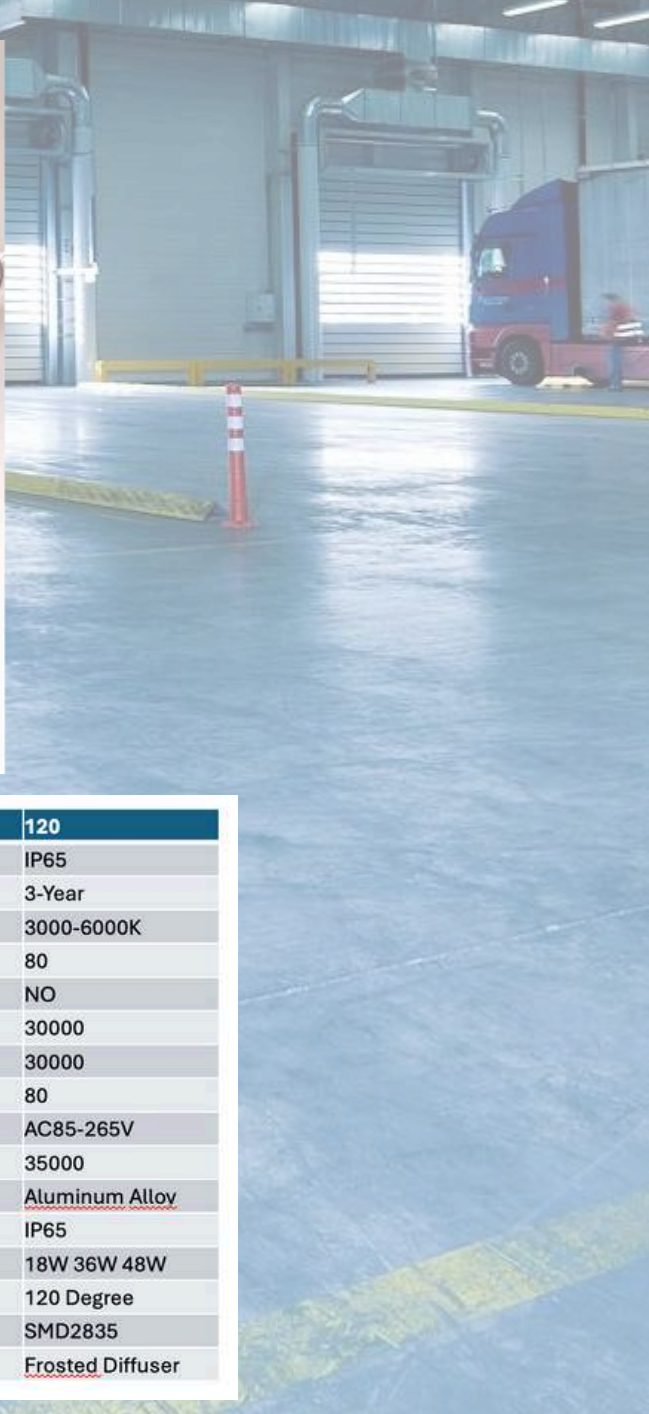 120
IP65
3-Year
3000-6000K
80
NO
30000
30000
80
AC85-265V
35000
Aluminum Alloy
IP65
18W 36W 48W
120 Degree
SMD2835
Frosted Diffuser